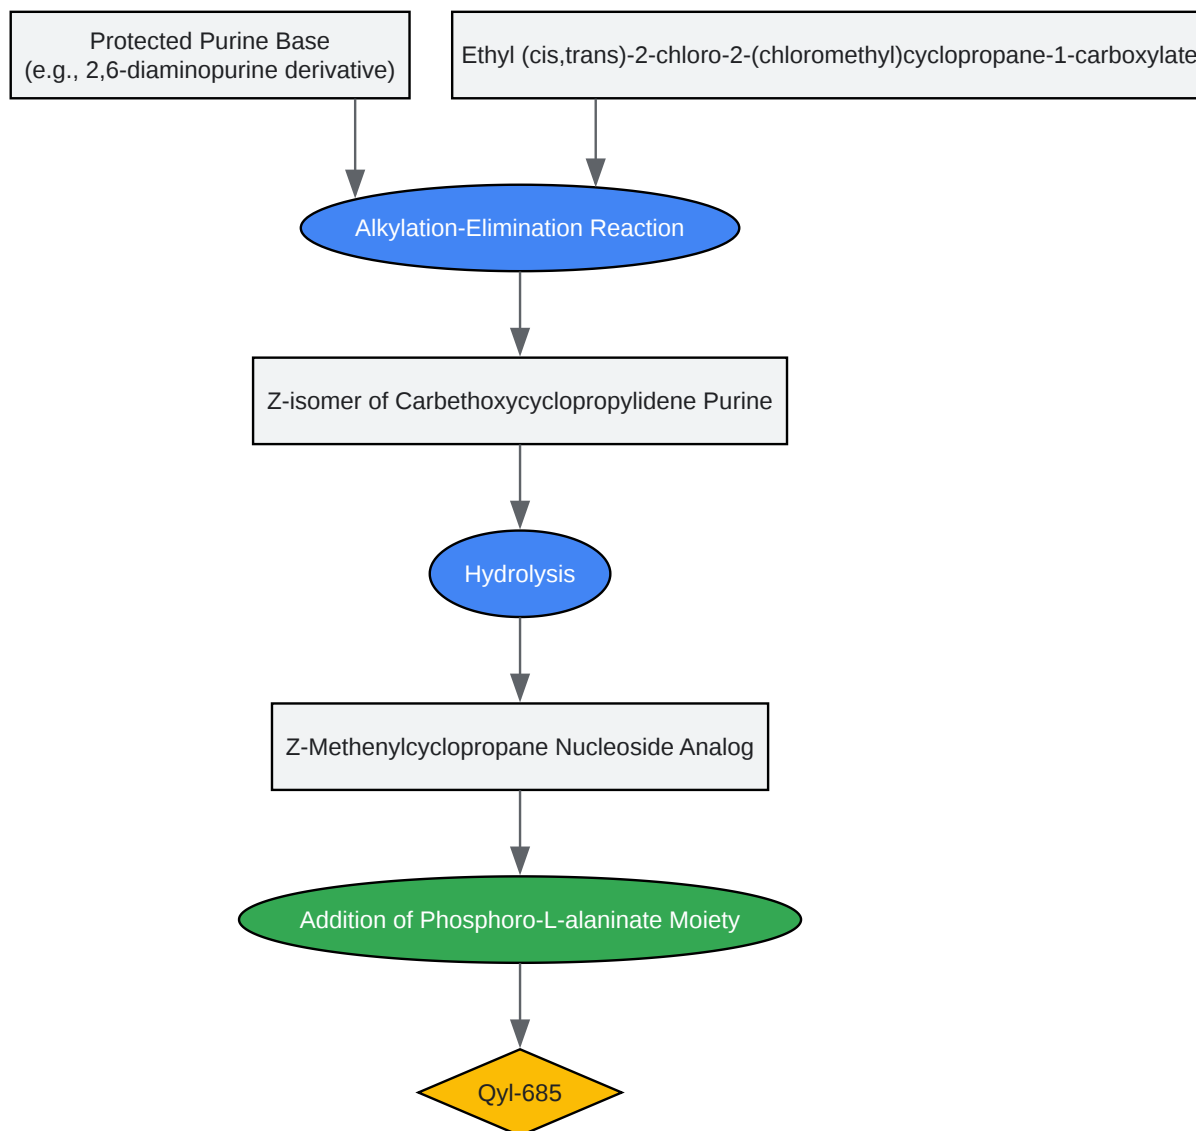 Protected Purine Base
(e.g., 2,6-diaminopurine derivative)
Ethyl (cis,trans)-2-chloro-2-(chloromethyl)cyclopropane-1-carboxylate
Alkylation-Elimination Reaction
Z-isomer of Carbethoxycyclopropylidene Purine
Hydrolysis
Z-Methenylcyclopropane Nucleoside Analog
Addition of Phosphoro-L-alaninate Moiety
Qyl-685